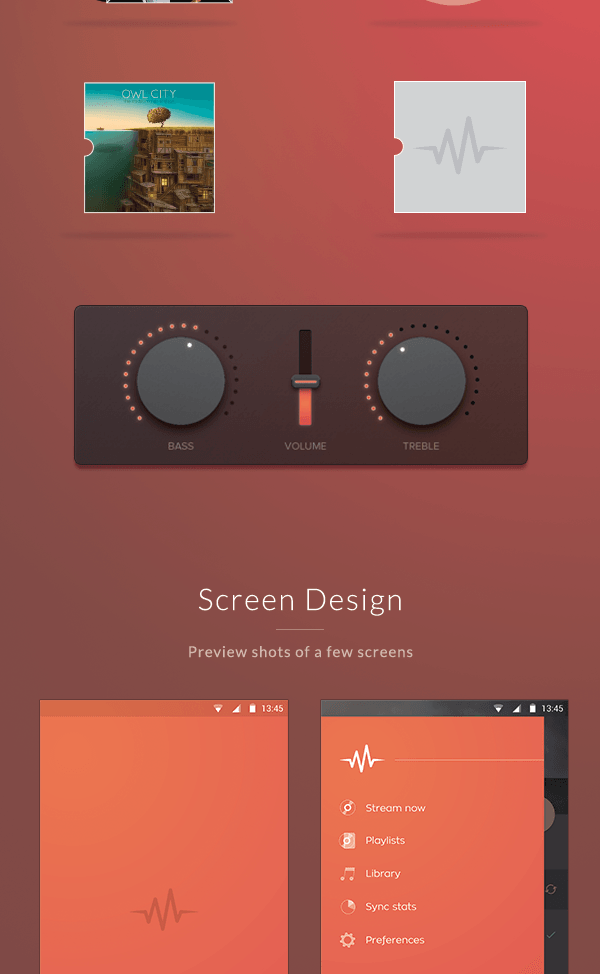 OWL CITY
BASS
VOLUME
TREBLE
Screen Design
Preview shots of a few screens
13:45
13:45
Stream now
Playlists
Library
Sync stats
Preferences